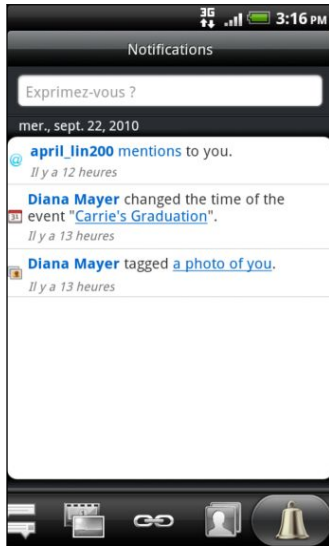 3G 3:16 PM
Notifications
Exprimez-vous ?
mer., sept. 22, 2010
april_lin200 mentions to you.
Il y a 12 heures
Diana Mayer changed the time of the
31 event "Carrie's Graduation".
Il y a 13 heures
Diana Mayer tagged a photo of you.
Il y a 13 heures